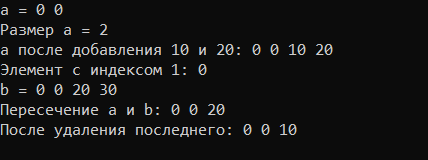 a = 0 0
Размер a = 2
a после добавления 10 и 20: 0 0 10 20
Элемент с индексом 1: 0
b = 0 0 20 30
Пересечение a и b: 0 0 20
После удаления последнего: 0 0 10